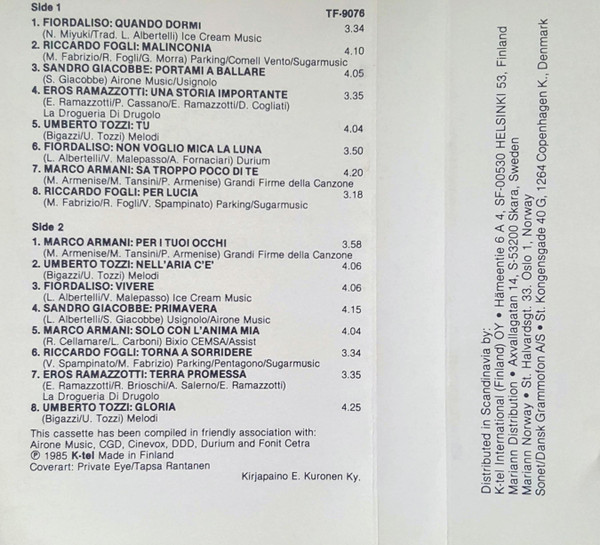 Side 1 TF-9076
1. FIORDALISO: QUANDO DORMI 3.34
(N. Miyuki/Trad. L. Albertelli) Ice Cream Music
2. RICCARDO FOGLI: MALINCONIA 4.10
(M. Fabrizio/R. Fogli/G. Morra) Parking/Comell Vento/Sugarmusic
3. SANDRO GIACOBBE: PORTAMI A BALLARE 4.05
(S. Giacobbe) Airone Music/Usignolo
4. EROS RAMAZZOTTI: UNA STORIA IMPORTANTE 3.35
(E. Ramazzotti/P. Cassano/E. Ramazzotti/D. Cogliati)
La Drogueria Di Drugolo
5. UMBERTO TOZZI: TU 4.04
(Bigazzi/U. Tozzi) Melodi
6. FIORDALISO: NON VOGLIO MICA LA LUNA 3.50
(L. Albertelli/V. Malepasso/A. Fornaciari) Durium
7. MARCO ARMANI: SA TROPPO POCO DI TE 4.20
(M. Armenise/M. Tansini/P. Armenise) Grandi Firme della Canzone
8. RICCARDO FOGLI: PER LUCIA 3.18
(M. Fabrizio/R. Fogli/V. Spampinato) Parking/Sugarmusic
Side 2
1. MARCO ARMANI: PER I TUOI OCCHI 3.58
(M. Armenise/M. Tansini/P. Armenise) Grandi Firme della Canzone
2. UMBERTO TOZZI: NELL'ARIA C'E' 4.06
(Bigazzi/U. Tozzi) Melodi
3. FIORDALISO: VIVERE 4.06
(L. Albertelli/V. Malepasso) Ice Cream Music
4. SANDRO GIACOBBE: PRIMAVERA 4.15
(L. Albertelli/S. Giacobbe) Usignolo/Airone Music
5. MARCO ARMANI: SOLO CON L'ANIMA MIA 4.04
(R. Cellamare/L. Carboni) Bixio CEMSA/Assist
6. RICCARDO FOGLI: TORNA A SORRIDERE 3.34
(V. Spampinato/M. Fabrizio) Parking/Pentagono/Sugarmusic
7. EROS RAMAZZOTTI: TERRA PROMESSA 3.35
(E. Ramazzotti/R. Brioschi/A. Salerno/E. Ramazzotti)
La Drogueria Di Drugolo
8. UMBERTO TOZZI: GLORIA 4.25
(Bigazzi/U. Tozzi) Melodi
This cassette has been compiled in friendly association with:
Airone Music, CGD, Cinevox, DDD, Durium and Fonit Cetra
℗ 1985 K-tel Made in Finland
Coverart: Private Eye/Tapsa Rantanen
Kirjapaino E. Kuronen Ky.
Distributed in Scandinavia by:
K-tel International (Finland) OY • Hämeentie 6 A 4, SF-00530 HELSINKI 53, Finland
Mariann Distribution • Axvallagatan 14, S-53200 Skara, Sweden
Mariann Norway • St. Halvardsgt. 33. Oslo 1, Norway
Sonet/Dansk Grammofon A/S • St. Kongensgade 40 G, 1264 Copenhagen K., Denmark